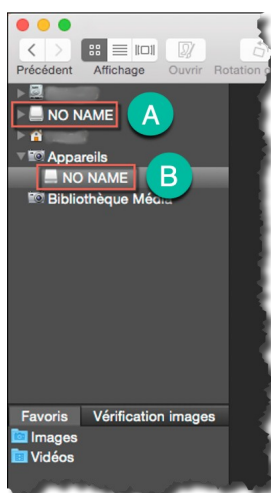 Précédent Affichage Ouvrir Rotation
NO NAME A
Appareils
NO NAME B
Bibliothèque Média
Favoris Vérification images
Images
Vidéos